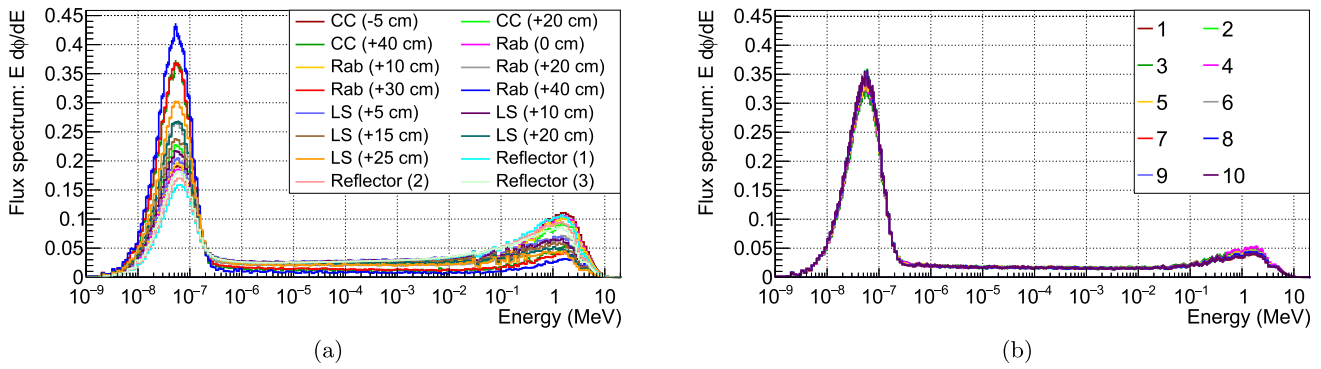 Flux spectrum: E dϕ/dE
0.45
0.4
0.35
0.3
0.25
0.2
0.15
0.1
0.05
0
CC (-5 cm) CC (+20 cm)
CC (+40 cm) Rab (0 cm)
Rab (+10 cm) Rab (+20 cm)
Rab (+30 cm) Rab (+40 cm)
LS (+5 cm) LS (+10 cm)
LS (+15 cm) LS (+20 cm)
LS (+25 cm) Reflector (1)
Reflector (2) Reflector (3)
10⁻⁹ 10⁻⁸ 10⁻⁷ 10⁻⁶ 10⁻⁵ 10⁻⁴ 10⁻³ 10⁻² 10⁻¹ 1 10
Energy (MeV)
(a)
Flux spectrum: E dϕ/dE
0.45
0.4
0.35
0.3
0.25
0.2
0.15
0.1
0.05
0
1 2
3 4
5 6
7 8
9 10
10⁻⁹ 10⁻⁸ 10⁻⁷ 10⁻⁶ 10⁻⁵ 10⁻⁴ 10⁻³ 10⁻² 10⁻¹ 1 10
Energy (MeV)
(b)